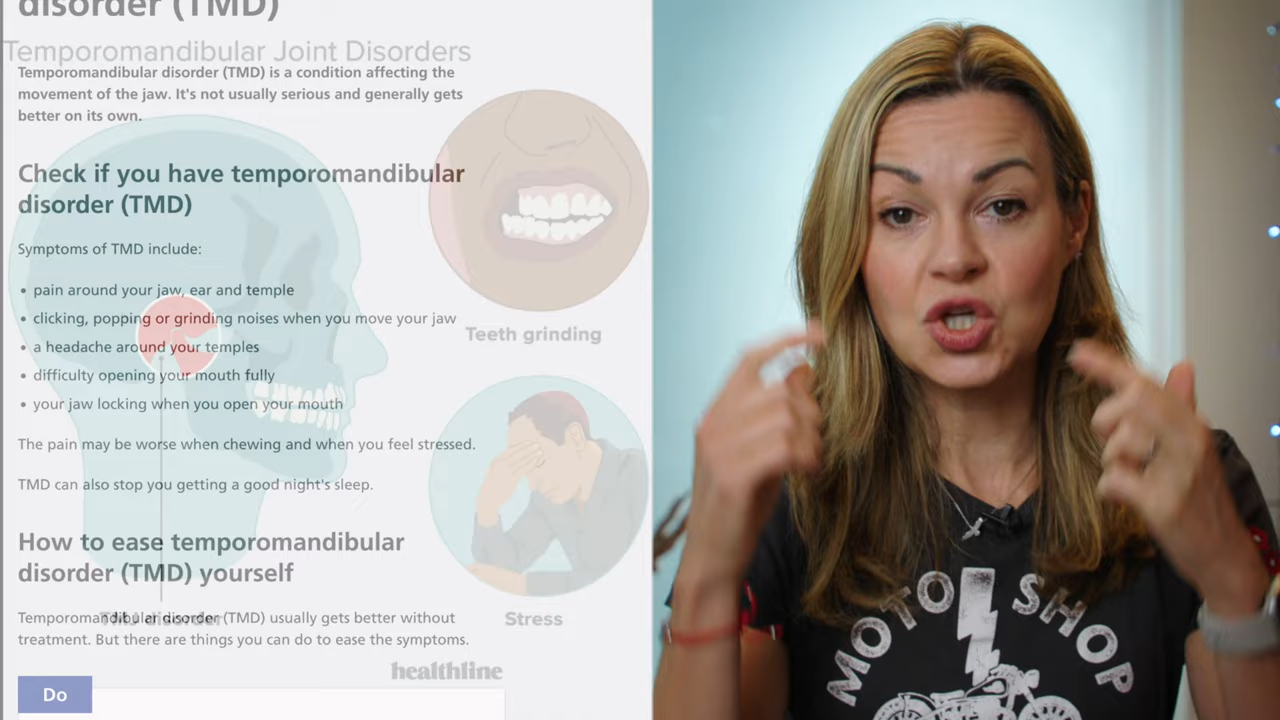 disorder (TMD)
Temporomandibular Joint Disorders
Temporomandibular disorder (TMD) is a condition affecting the
movement of the jaw. It's not usually serious and generally gets
better on its own.
Check if you have temporomandibular
disorder (TMD)
Symptoms of TMD include:
• pain around your jaw, ear and temple
• clicking, popping or grinding noises when you move your jaw
• a headache around your temples
• difficulty opening your mouth fully
• your jaw locking when you open your mouth
The pain may be worse when chewing and when you feel stressed.
TMD can also stop you getting a good night's sleep.
How to ease temporomandibular
disorder (TMD) yourself
Temporomandibular disorder (TMD) usually gets better without
treatment. But there are things you can do to ease the symptoms.
Do
Teeth grinding
Stress
healthline
MOTO SHOP